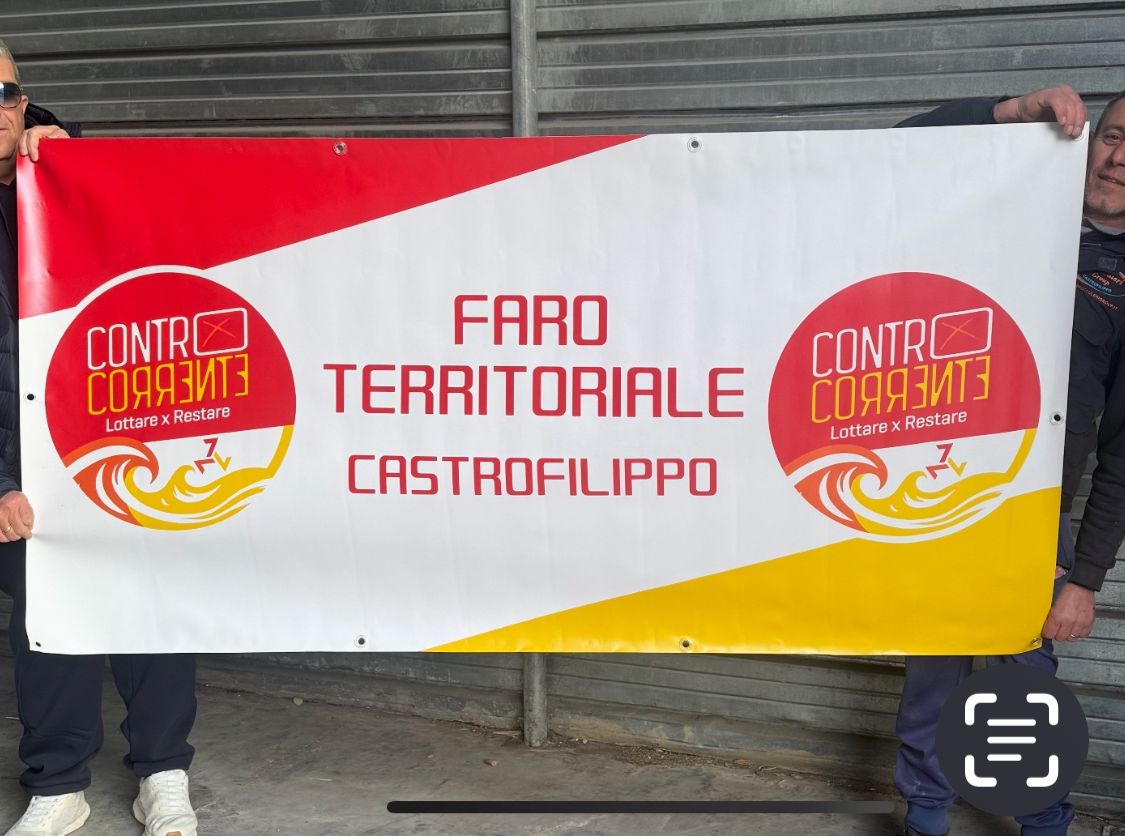 CONTRO
CORRENTE
Lottare x Restare
FARO
TERRITORIALE
CASTROFILIPPO
CONTRO
CORRENTE
Lottare x Restare